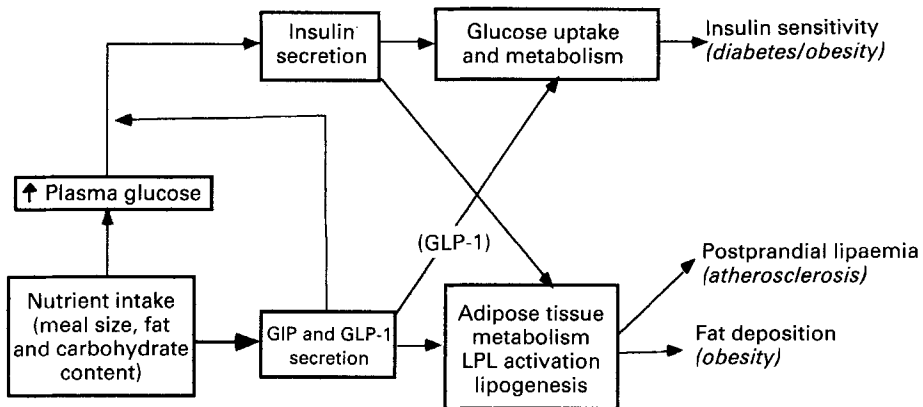 Insulin
secretion
Glucose uptake
and metabolism
Insulin sensitivity
(diabetes/obesity)
↑ Plasma glucose
(GLP-1)
Nutrient intake
(meal size, fat
and carbohydrate
content)
GIP and GLP-1
secretion
Adipose tissue
metabolism
LPL activation
lipogenesis
Postprandial lipaemia
(atherosclerosis)
Fat deposition
(obesity)